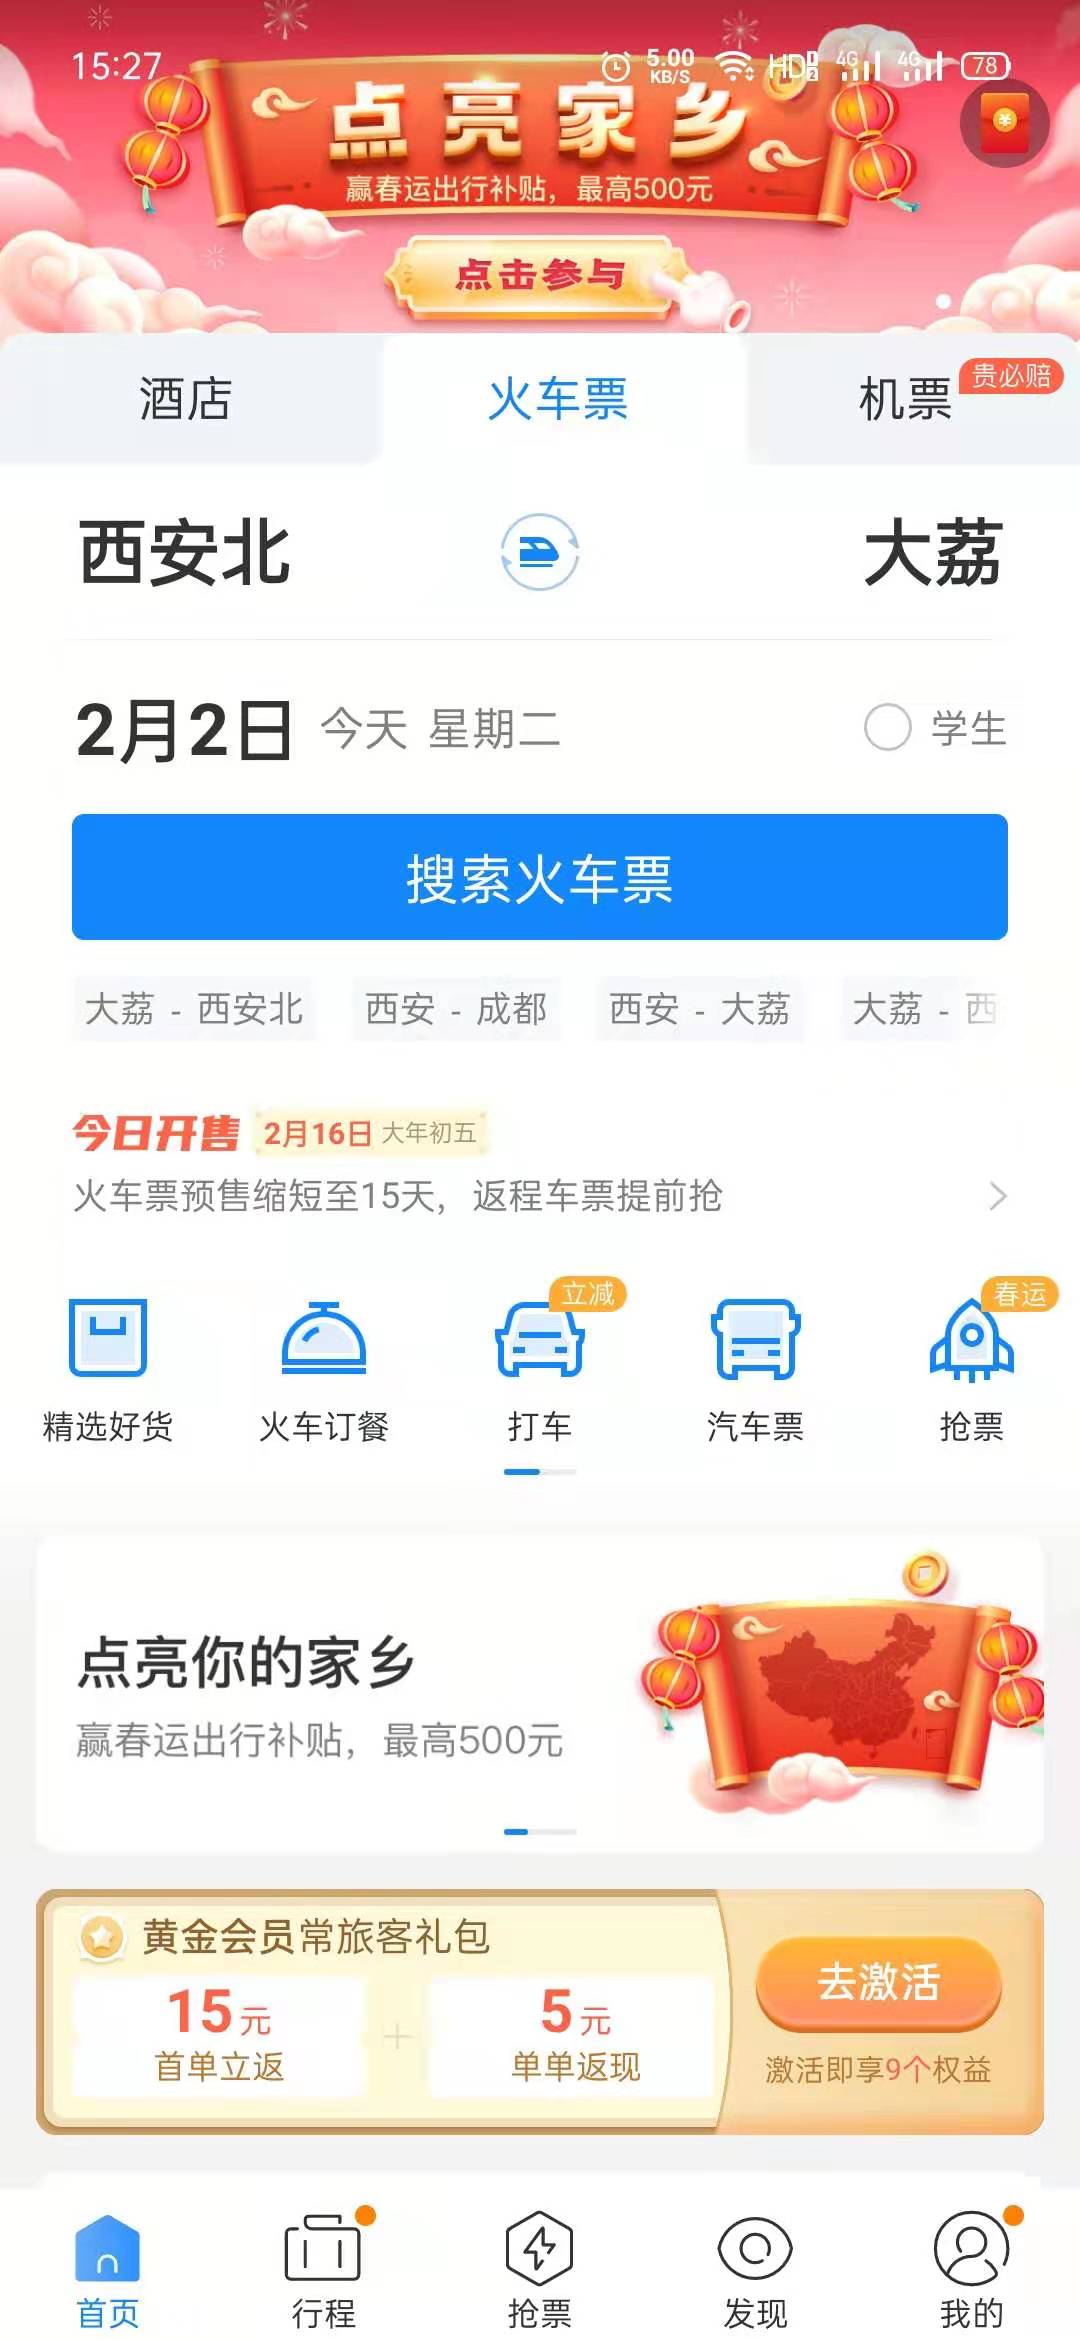 15:27
5.00
KB/S
HD
2
4G
4G
78
点亮家乡
赢春运出行补贴，最高500元
点击参与
酒店
火车票
机票
贵必赔
西安北
大荔
2月2日 今天 星期二
学生
搜索火车票
大荔 - 西安北
西安 - 成都
西安 - 大荔
大荔 - 西
今日开售 2月16日 大年初五
火车票预售缩短至15天，返程车票提前抢
立减
春运
精选好货
火车订餐
打车
汽车票
抢票
点亮你的家乡
赢春运出行补贴，最高500元
黄金会员常旅客礼包
15元
+
5元
首单立返
单单返现
去激活
激活即享9个权益
首页
行程
抢票
发现
我的